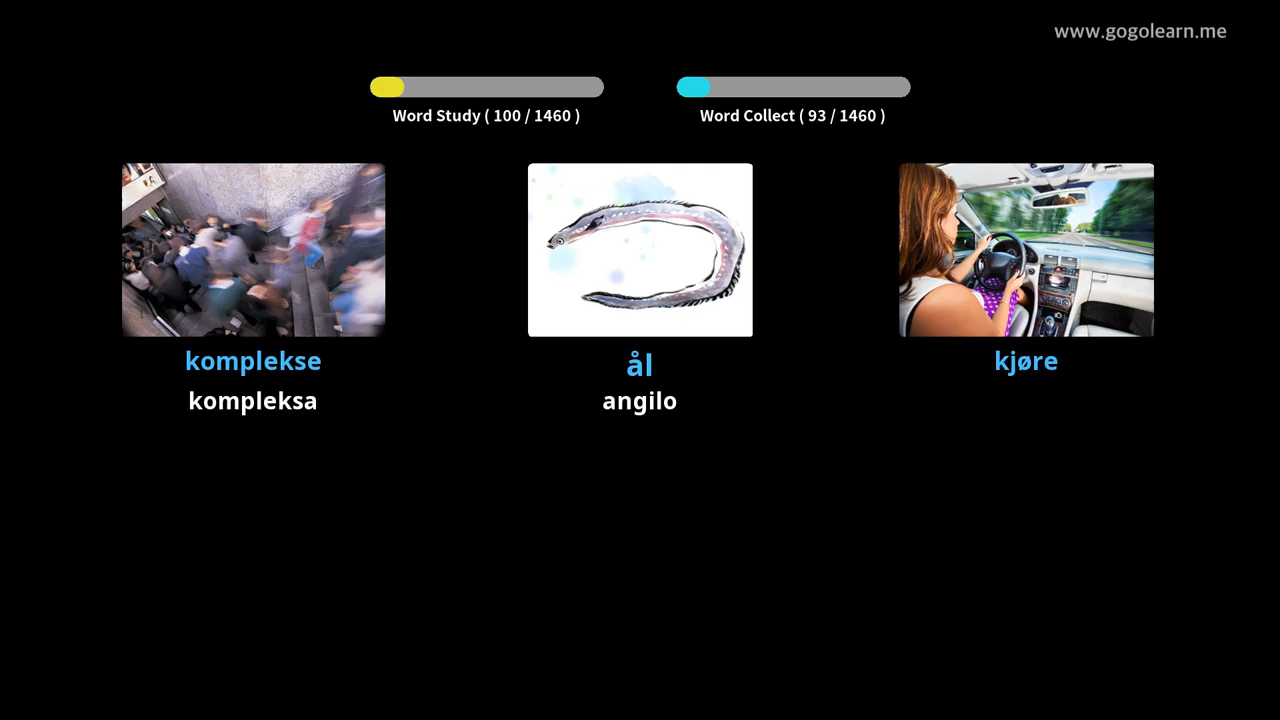 www.gogolearn.me
Word Study ( 100 / 1460 )
Word Collect ( 93 / 1460 )
komplekse
kompleksa
ål
angilo
kjøre